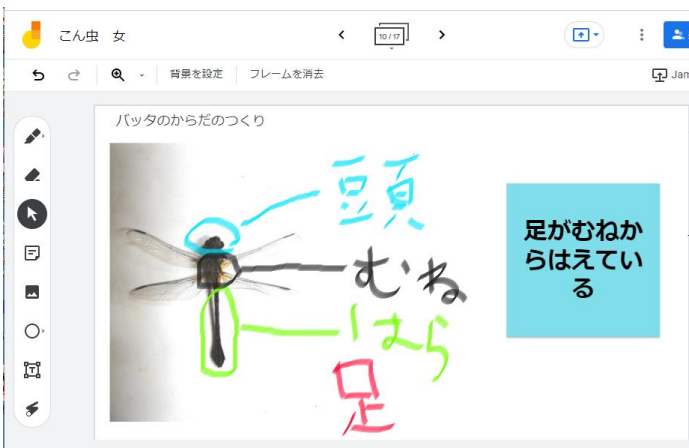 こん虫 女
10 / 17
背景を設定 フレームを消去
Jam
バッタのからだのつくり
頭
むね
はら
足
足がむねか
らはえてい
る